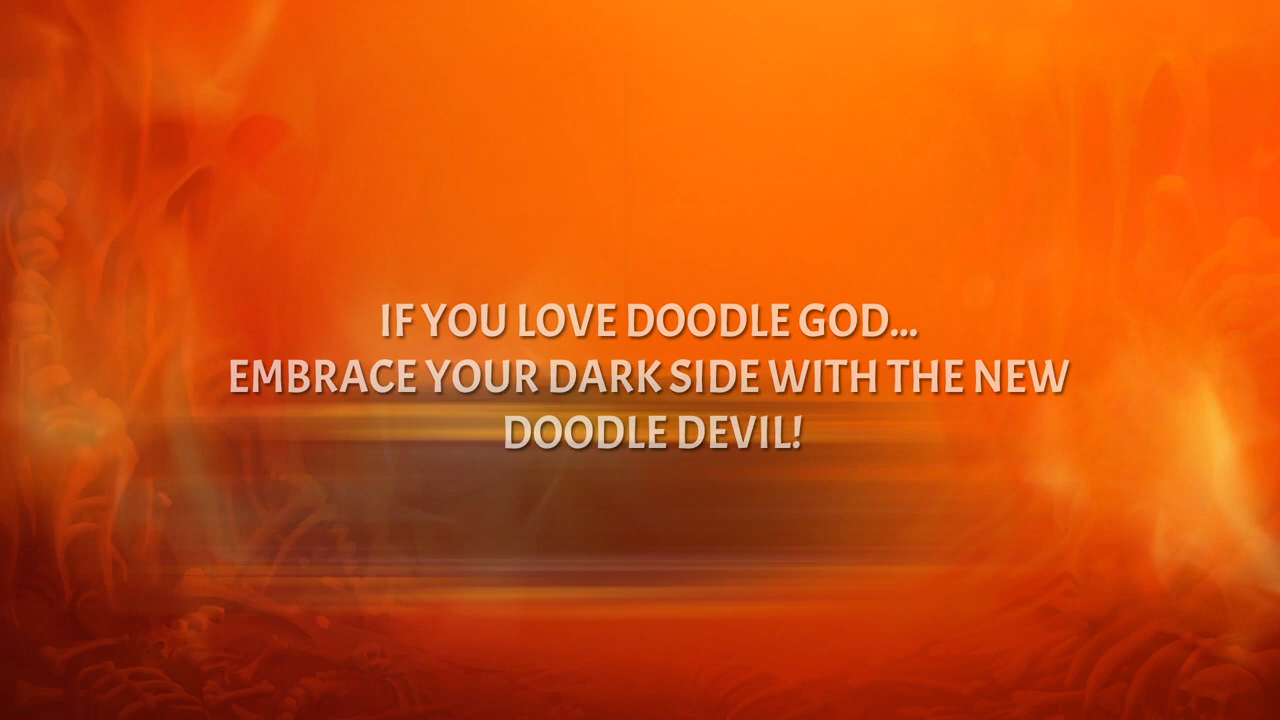 IF YOU LOVE DOODLE GOD...
EMBRACE YOUR DARK SIDE WITH THE NEW
DOODLE DEVIL!